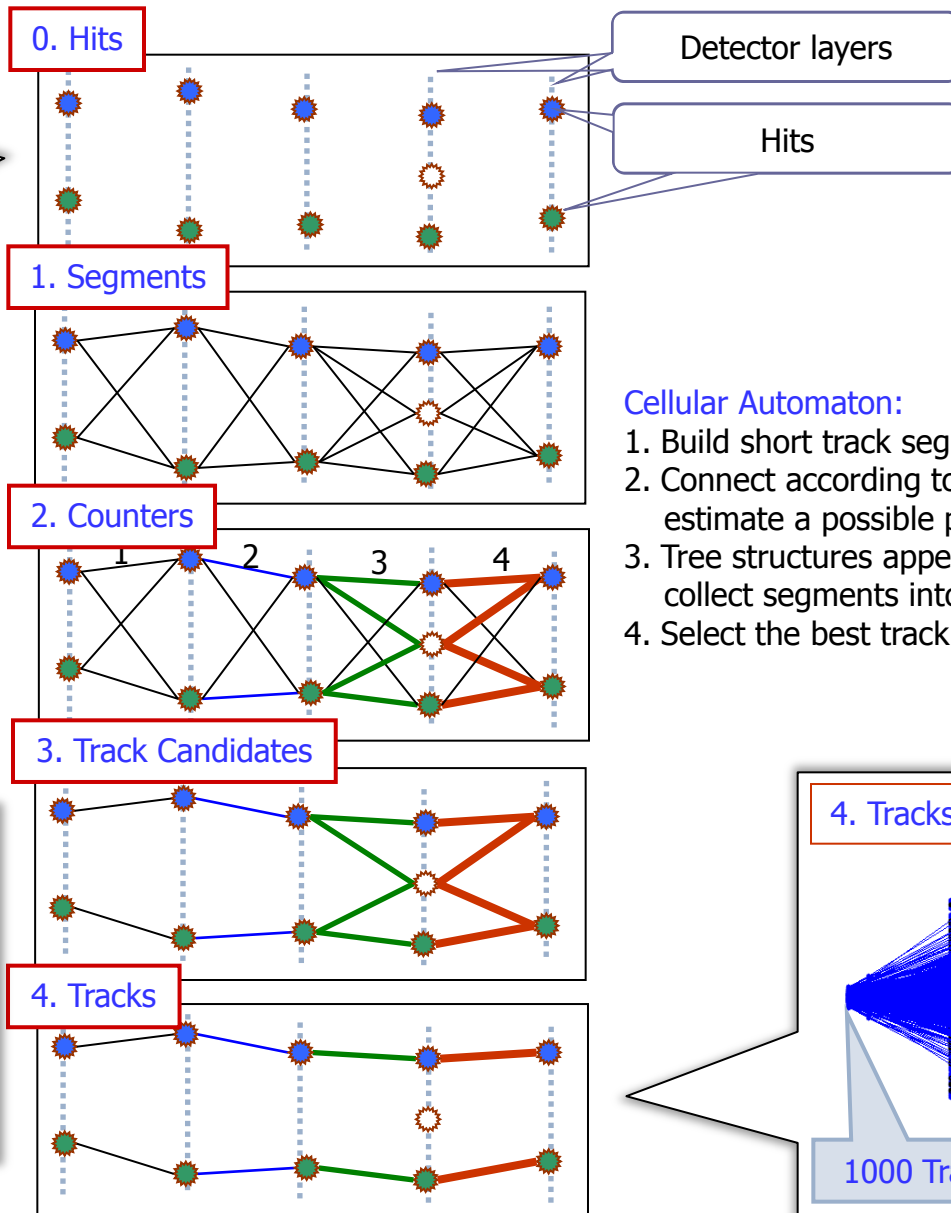 0. Hits
Detector layers
Hits
1. Segments
Cellular Automaton:
1. Build short track seg
2. Connect according to
estimate a possible p
3. Tree structures appe
collect segments into
4. Select the best track
2. Counters
1 2 3 4
3. Track Candidates
4. Tracks
4. Tracks
1000 Tra